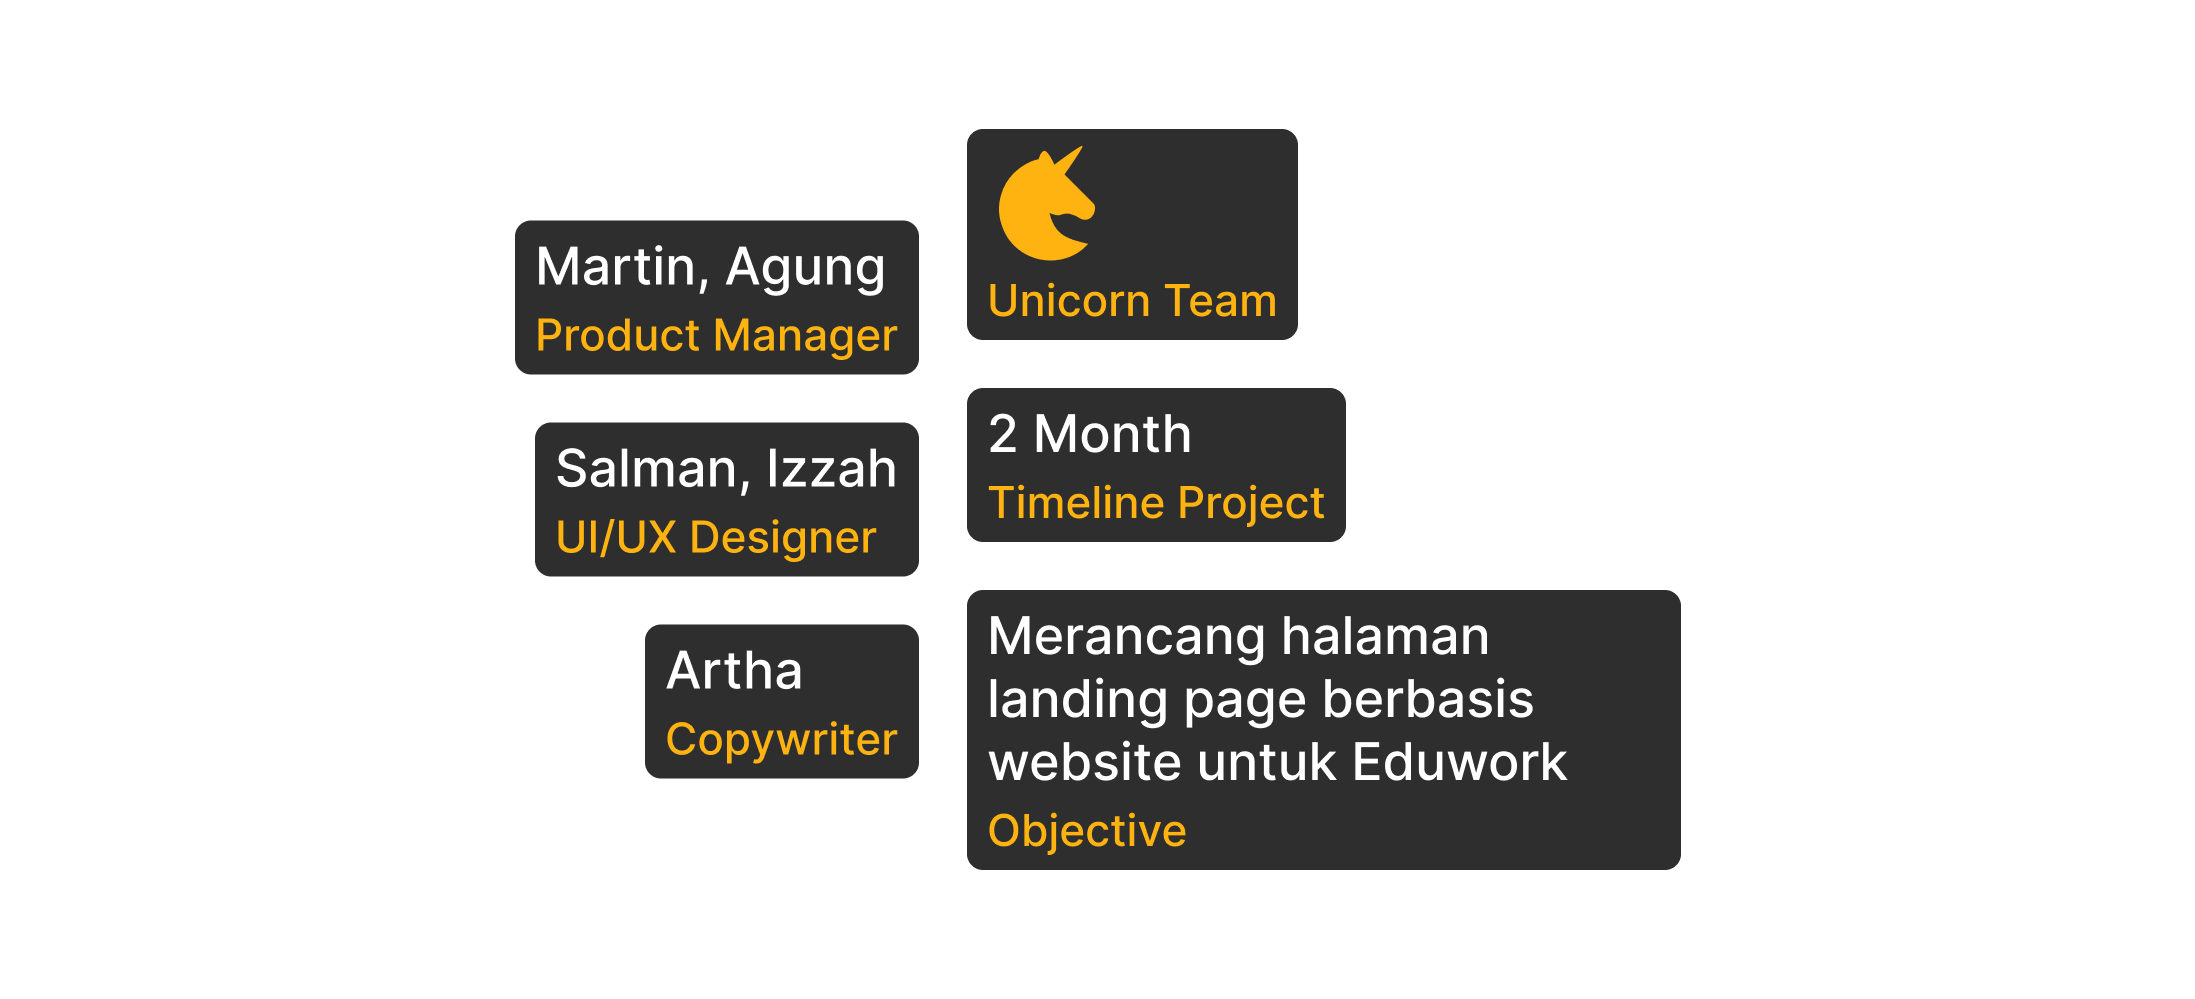 Martin, Agung
Product Manager
Salman, Izzah
UI/UX Designer
Artha
Copywriter
Unicorn Team
2 Month
Timeline Project
Merancang halaman
landing page berbasis
website untuk Eduwork
Objective